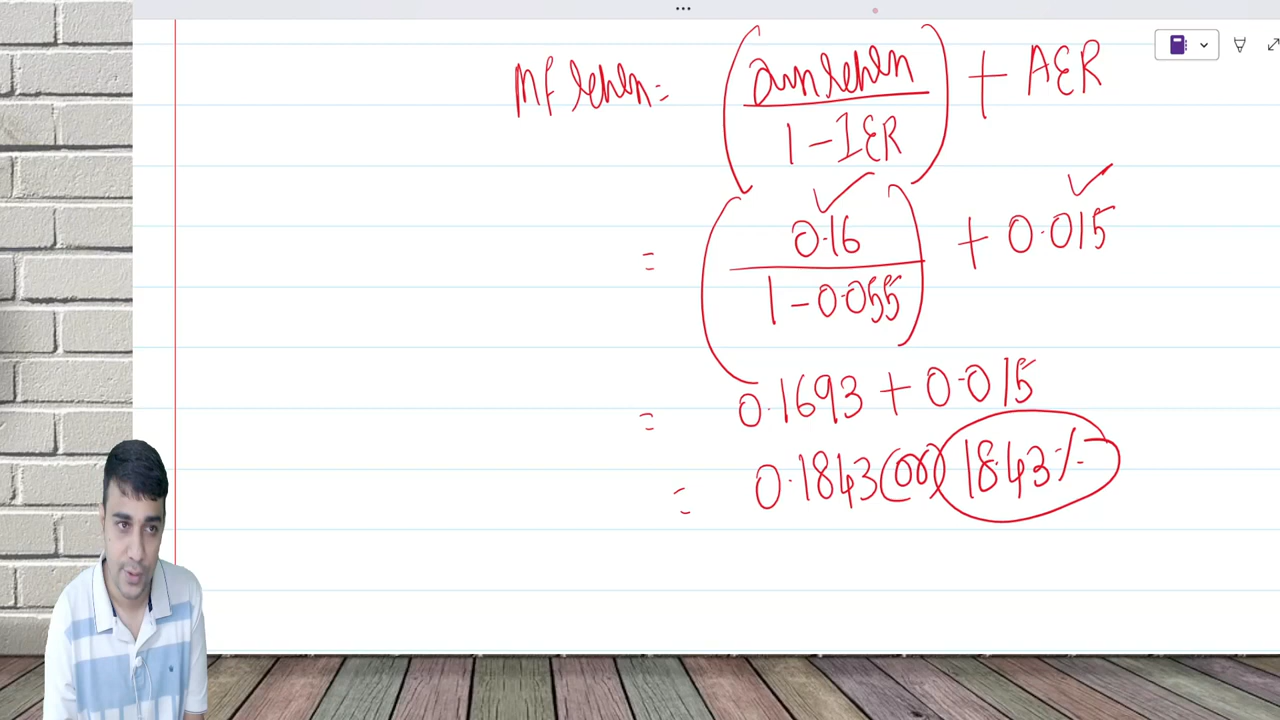 MF return = (Own return / 1 - IER) + AER
= (0.16 / 1 - 0.055) + 0.015
= 0.1693 + 0.015
= 0.1843 (or) 18.43%